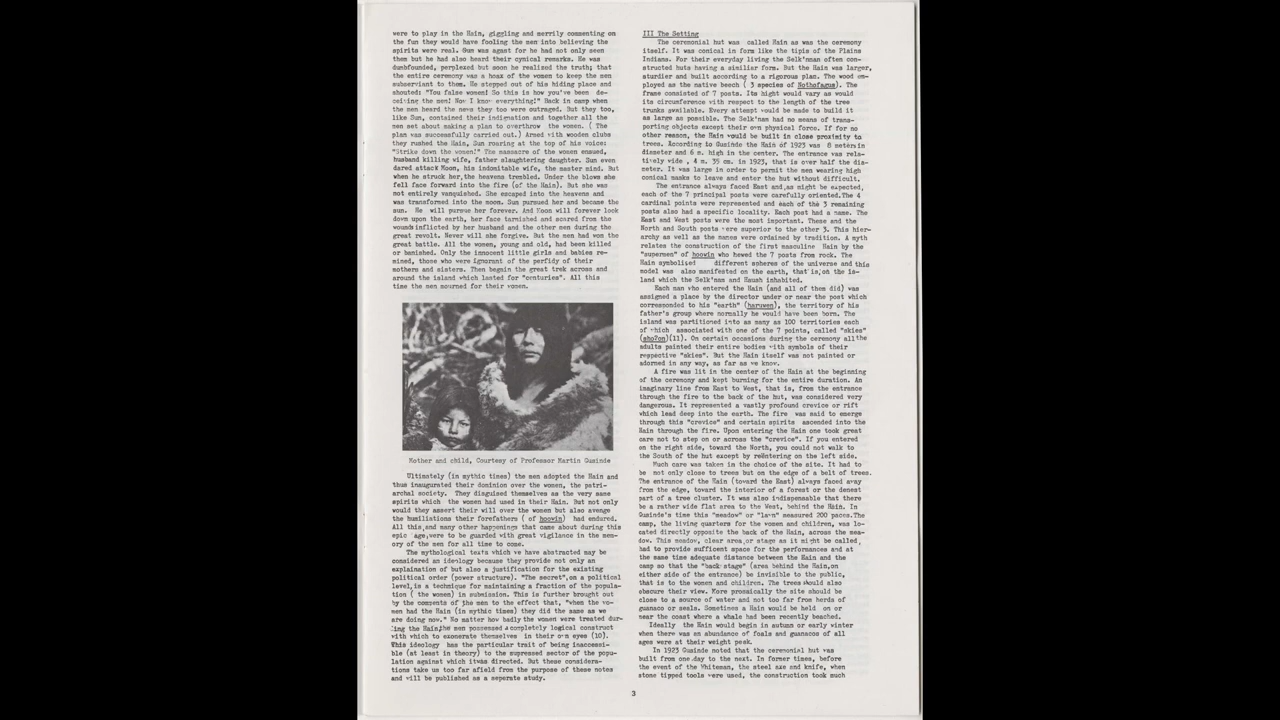 were to play in the Hain, giggling and merrily commenting on
the fun they would have fooling the men into believing the
spirits were real. Sun was agast for he had not only seen
them but he had also heard their cynical remarks. He was
dumbfounded, perplexed but soon he realized the truth; that
the entire ceremony was a hoax of the women to keep the men
subserviant to them. He stepped out of his hiding place and
shouted: "You false women! So this is how you've been de-
ceiving the men! Now I know everything!" Back in camp when
the men heard the news they too were outraged. But they too,
like Sun, contained their indignation and together all the
men set about making a plan to overthrow the women. ( The
plan was successfully carried out.) Armed with wooden clubs
they rushed the Hain, Sun roaring at the top of his voice:
"Strike down the women!" The massacre of the women ensued,
husband killing wife, father slaughtering daughter. Sun even
dared attack Moon, his indomitable wife, the master mind. But
when he struck her,the heavens trembled. Under the blows she
fell face forward into the fire (of the Hain). But she was
not entirely vanquished. She escaped into the heavens and
was transformed into the moon. Sun pursued her and became the
sun. He will pursue her forever. And Moon will forever look
down upon the earth, her face tarnished and scored from the
wounds inflicted by her husband and the other men during the
great revolt. Never will she forgive. But the men had won the
great battle. All the women, young and old, had been killed
or banished. Only the innocent little girls and babies re-
mined, those who were ignorant of the perfidy of their
mothers and sisters. Then begain the great trek across and
around the island which lasted for "centuries". All this
time the men mourned for their women.
Mother and child, Courtesy of Professor Martin Gusinde
Ultimately (in mythic times) the men adopted the Hain and
thus inaugurated their dominion over the women, the patri-
archal society. They disguised themselves as the very same
spirits which the women had used in their Hain. But not only
would they assert their will over the women but also avenge
the humiliations their forefathers ( of hoowin) had endured.
All this,and many other happenings that came about during this
epic age,were to be guarded with great vigilance in the mem-
ory of the men for all time to come.
The mythological texts which we have abstracted may be
considered an ideology because they provide not only an
explaination of but also a justification for the existing
political order (power structure). "The secret",on a political
level,is a technique for maintaining a fraction of the popula-
tion ( the women) in submission. This is further brought out
by the comments of the men to the effect that, "when the wo-
men had the Hain (in mythic times) they did the same as we
are doing now." No matter how badly the women were treated dur-
ing the Hain,the men possessed a completely logical construct
with which to exonerate themselves in their own eyes (10).
This ideology has the particular trait of being inaccessi-
ble (at least in theory) to the supressed sector of the popu-
lation against which it was directed. But these considera-
tions take us too far afield from the purpose of these notes
and will be published as a seperate study.
III The Setting
The ceremonial hut was called Hain as was the ceremony
itself. It was conical in form like the tipis of the Plains
Indians. For their everyday living the Selk'nam often con-
structed huts having a similiar form. But the Hain was larger,
sturdier and built according to a rigorous plan. The wood em-
ployed as the native beech ( 3 species of Nothofagus). The
frame consisted of 7 posts. Its hight would vary as would
its circumference with respect to the length of the tree
trunks available. Every attempt would be made to build it
as large as possible. The Selk'nam had no means of trans-
porting objects except their own physical force. If for no
other reason, the Hain would be built in close proximity to
trees. According to Gusinde the Hain of 1923 was 8 metersin
diameter and 6 m. high in the center. The entrance was rela-
tively wide , 4 m. 35 cm. in 1923, that is over half the dia-
meter. It was large in order to permit the men wearing high
conical masks to leave and enter the hut without difficult.
The entrance always faced East and,as might be expected,
each of the 7 principal posts were carefully oriented.The 4
cardinal points were represented and each of the 3 remaining
posts also had a specific locality. Each post had a name. The
East and West posts were the most important. These and the
North and South posts were superior to the other 3. This hier-
archy as well as the names were ordained by tradition. A myth
relates the construction of the first masculine Hain by the
"supermen" of hoowin who hewed the 7 posts from rock. The
Hain symbolised different spheres of the universe and this
model was also manifested on the earth, that is,on the is-
land which the Selk'nam and Haush inhabited.
Each man who entered the Hain (and all of them did) was
assigned a place by the director under or near the post which
corresponded to his "earth" (haruwen), the territory of his
father's group where normally he would have been born. The
island was partitioned into as many as 100 territories each
of which associated with one of the 7 points, called "skies"
(sho?on)(11). On certain occasions during the ceremony all the
adults painted their entire bodies with symbols of their
respective "skies". But the Hain itself was not painted or
adorned in any way, as far as we know.
A fire was lit in the center of the Hain at the beginning
of the ceremony and kept burning for the entire duration. An
imaginary line from East to West, that is, from the entrance
through the fire to the back of the hut, was considered very
dangerous. It represented a vastly profound crevice or rift
which lead deep into the earth. The fire was said to emerge
through this "crevice" and certain spirits ascended into the
Hain through the fire. Upon entering the Hain one took great
care not to step on or across the "crevice". If you entered
on the right side, toward the North, you could not walk to
the South of the hut except by reëntering on the left side.
Much care was taken in the choice of the site. It had to
be not only close to trees but on the edge of a belt of trees.
The entrance of the Hain (toward the East) always faced away
from the edge, toward the interior of a forest or the densest
part of a tree cluster. It was also indispensable that there
be a rather wide flat area to the West, behind the Hain. In
Gusinde's time this "meadow" or "lawn" measured 200 paces.The
camp, the living quarters for the women and children, was lo-
cated directly opposite the back of the Hain, across the mea-
dow. This meadow, clear area,or stage as it might be called,
had to provide sufficent space for the performances and at
the same time adequate distance between the Hain and the
camp so that the "back stage" (area behind the Hain,on
either side of the entrance) be invisible to the public,
that is to the women and children. The trees should also
obscure their view. More prosaically the site should be
close to a source of water and not too far from herds of
guanaco or seals. Sometimes a Hain would be held on or
near the coast where a whale had been recently beached.
Ideally the Hain would begin in autumn or early winter
when there was an abundance of foals and guanacos of all
ages were at their weight peak.
In 1923 Gusinde noted that the ceremonial hut was
built from one day to the next. In former times, before
the event of the Whiteman, the steel axe and knife, when
stone tipped tools were used, the construction took much
3